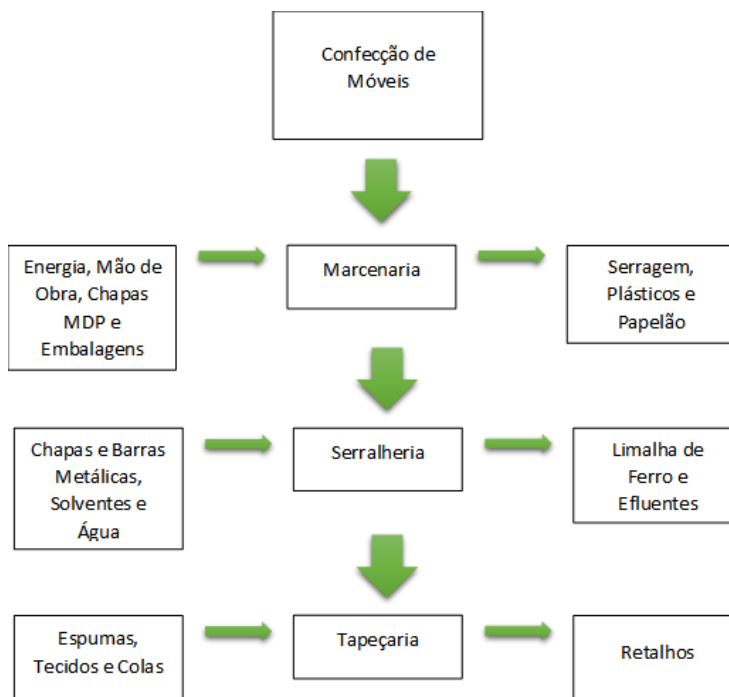 Confecção de
Móveis
Energia, Mão de
Obra, Chapas
MDP e
Embalagens
Marcenaria
Serragem,
Plásticos e
Papelão
Chapas e Barras
Metálicas,
Solventes e
Água
Serralheria
Limalha de
Ferro e
Efluentes
Espumas,
Tecidos e Colas
Tapeçaria
Retalhos